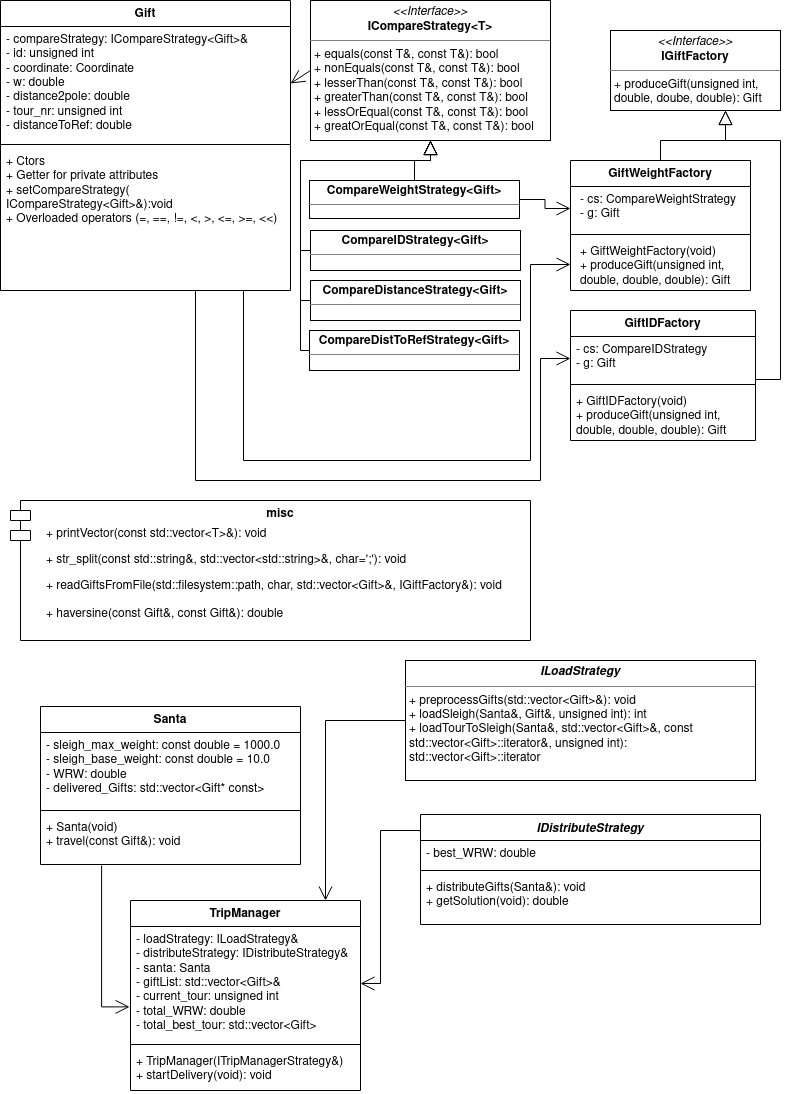 Gift
- compareStrategy: ICompareStrategy<Gift>&
- id: unsigned int
- coordinate: Coordinate
- w: double
- distance2pole: double
- tour_nr: unsigned int
- distanceToRef: double
+ Ctors
+ Getter for private attributes
+ setCompareStrategy(
ICompareStrategy<Gift>&):void
+ Overloaded operators (=, ==, !=, <, >, <=, >=, <<)
<<Interface>>
ICompareStrategy<T>
+ equals(const T&, const T&): bool
+ nonEquals(const T&, const T&): bool
+ lesserThan(const T&, const T&): bool
+ greaterThan(const T&, const T&): bool
+ lessOrEqual(const T&, const T&): bool
+ greatOrEqual(const T&, const T&): bool
<<Interface>>
IGiftFactory
+ produceGift(unsigned int,
double, doube, double): Gift
CompareWeightStrategy<Gift>
CompareIDStrategy<Gift>
CompareDistanceStrategy<Gift>
CompareDistToRefStrategy<Gift>
GiftWeightFactory
- cs: CompareWeightStrategy
- g: Gift
+ GiftWeightFactory(void)
+ produceGift(unsigned int,
double, double, double): Gift
GiftIDFactory
- cs: CompareIDStrategy
- g: Gift
+ GiftIDFactory(void)
+ produceGift(unsigned int,
double, double, double): Gift
misc
+ printVector(const std::vector<T>&): void
+ str_split(const std::string&, std::vector<std::string>&, char=';'): void
+ readGiftsFromFile(std::filesystem::path, char, std::vector<Gift>&, IGiftFactory&): void
+ haversine(const Gift&, const Gift&): double
ILoadStrategy
+ preprocessGifts(std::vector<Gift>&): void
+ loadSleigh(Santa&, Gift&, unsigned int): int
+ loadTourToSleigh(Santa&, std::vector<Gift>&, const
std::vector<Gift>::iterator&, unsigned int):
std::vector<Gift>::iterator
Santa
- sleigh_max_weight: const double = 1000.0
- sleigh_base_weight: const double = 10.0
- WRW: double
- delivered_Gifts: std::vector<Gift* const>
+ Santa(void)
+ travel(const Gift&): void
IDistributeStrategy
- best_WRW: double
+ distributeGifts(Santa&): void
+ getSolution(void): double
TripManager
- loadStrategy: ILoadStrategy&
- distributeStrategy: IDistributeStrategy&
- santa: Santa
- giftList: std::vector<Gift>&
- current_tour: unsigned int
- total_WRW: double
- total_best_tour: std::vector<Gift>
+ TripManager(ITripManagerStrategy&)
+ startDelivery(void): void